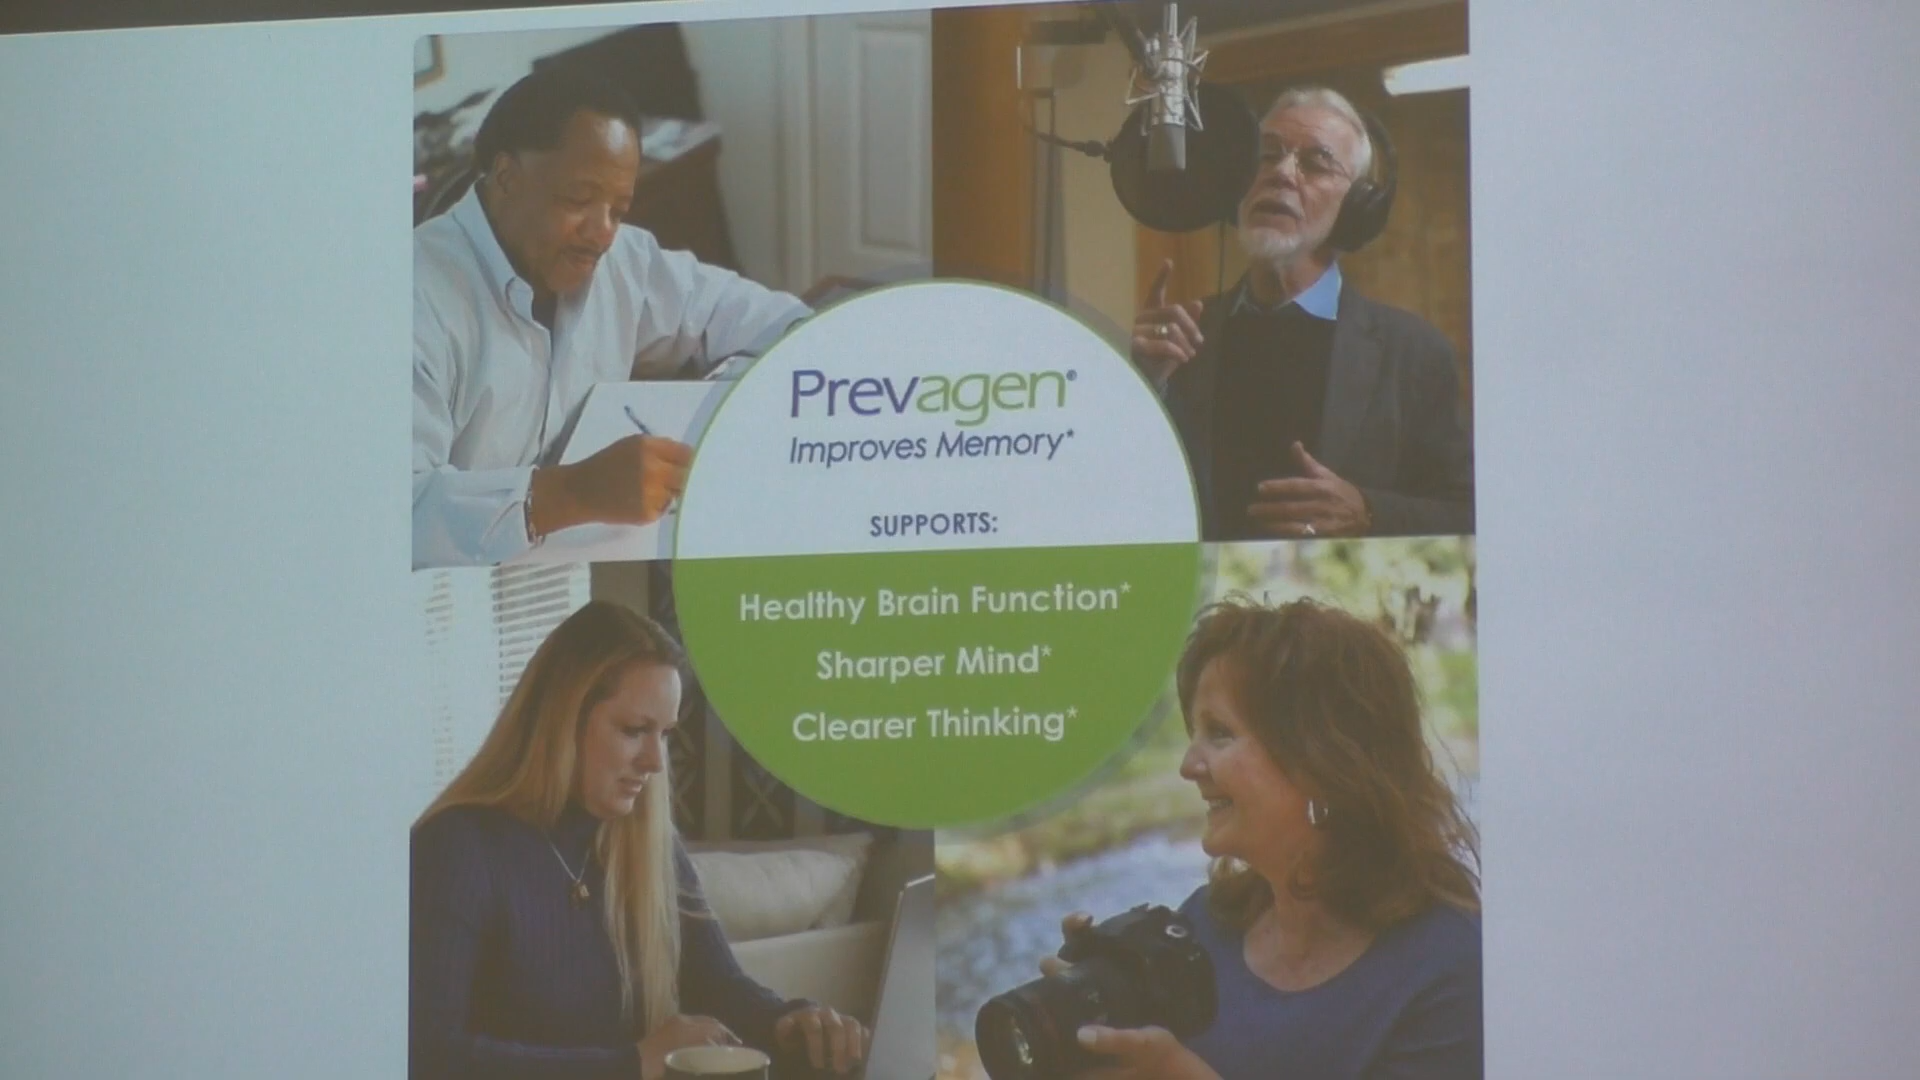 Prevagen®
Improves Memory*
SUPPORTS:
Healthy Brain Function*
Sharper Mind*
Clearer Thinking*